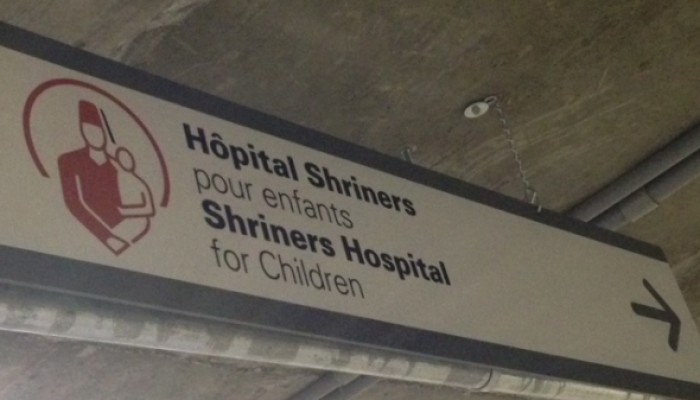 Hôpital Shriners
pour enfants
Shriners Hospital
for Children